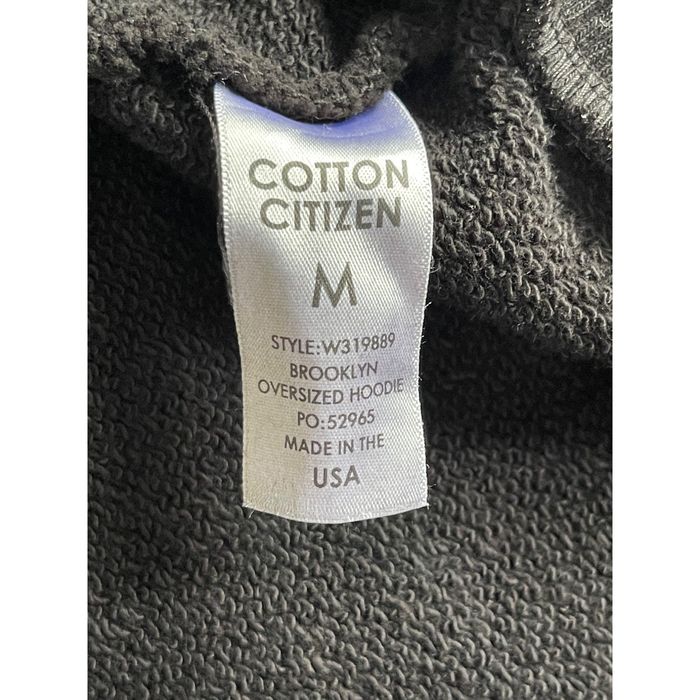 COTTON
CITIZEN
M
STYLE:W319889
BROOKLYN
OVERSIZED HOODIE
PO:52965
MADE IN THE
USA